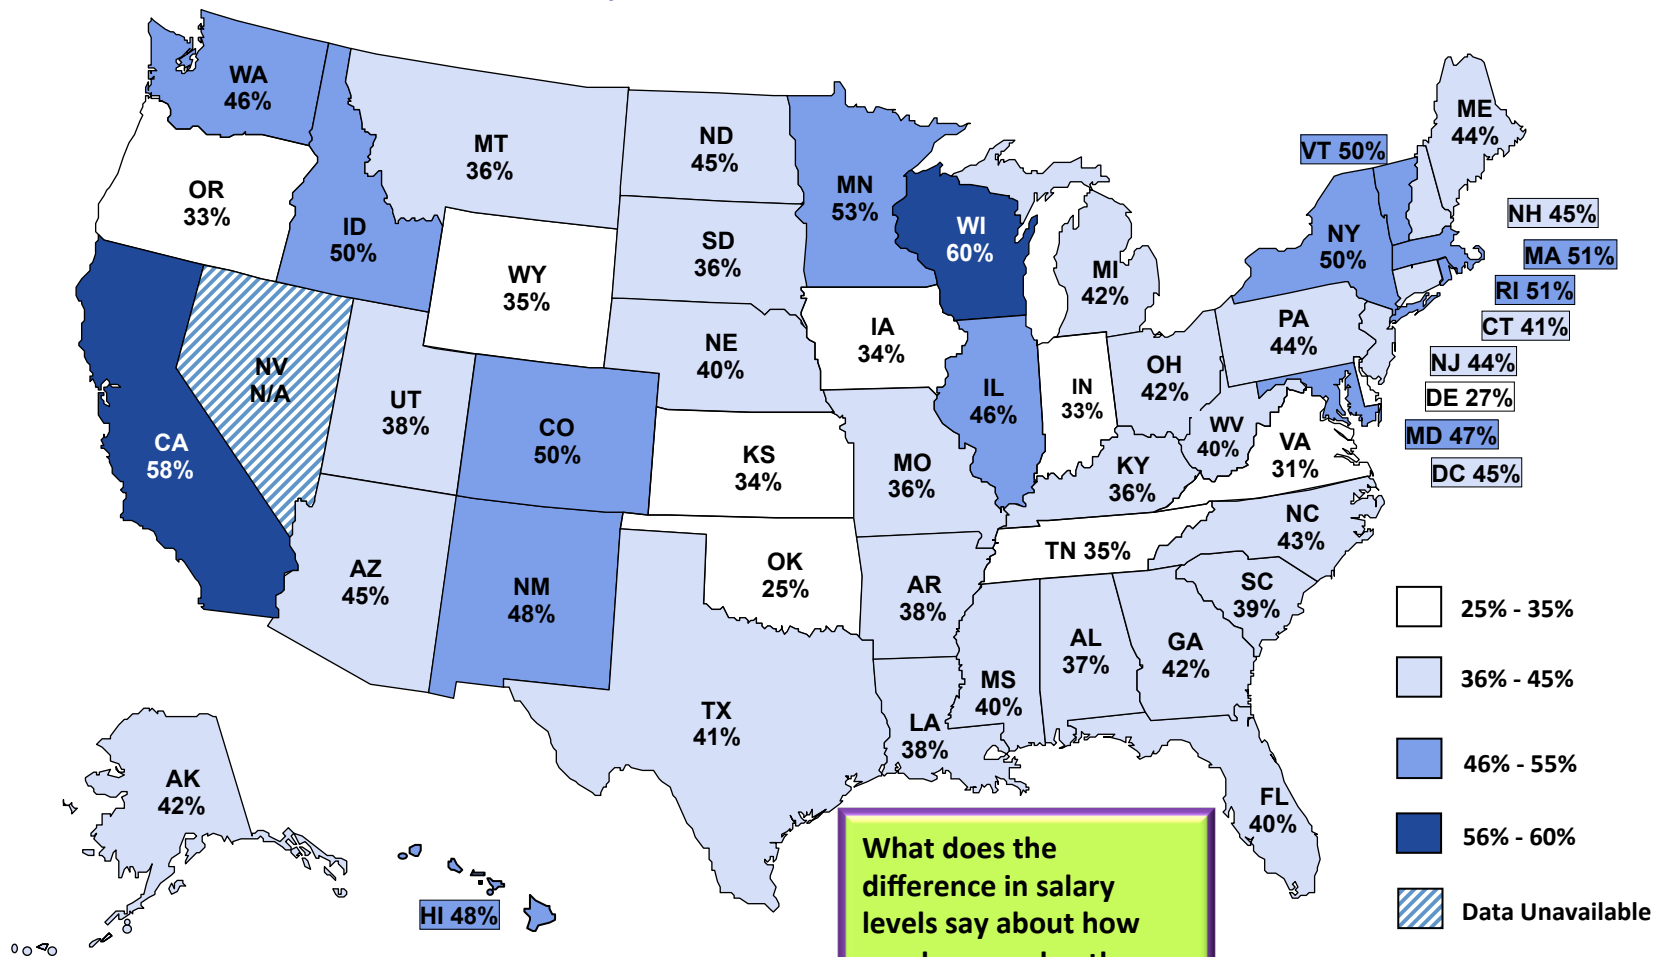 WA
46%
OR
33%
CA
58%
ID
50%
NV
N/A
MT
36%
WY
35%
UT
38%
AZ
45%
CO
50%
NM
48%
ND
45%
SD
36%
NE
40%
KS
34%
OK
25%
TX
41%
MN
53%
IA
34%
MO
36%
AR
38%
LA
38%
WI
60%
IL
46%
MI
42%
IN
33%
OH
42%
KY
36%
TN 35%
MS
40%
AL
37%
GA
42%
FL
40%
SC
39%
NC
43%
VA
31%
WV
40%
PA
44%
NY
50%
VT 50%
ME
44%
NH 45%
MA 51%
RI 51%
CT 41%
NJ 44%
DE 27%
MD 47%
DC 45%
AK
42%
HI 48%
25% - 35%
36% - 45%
46% - 55%
56% - 60%
Data Unavailable
What does the
difference in salary
levels say about how